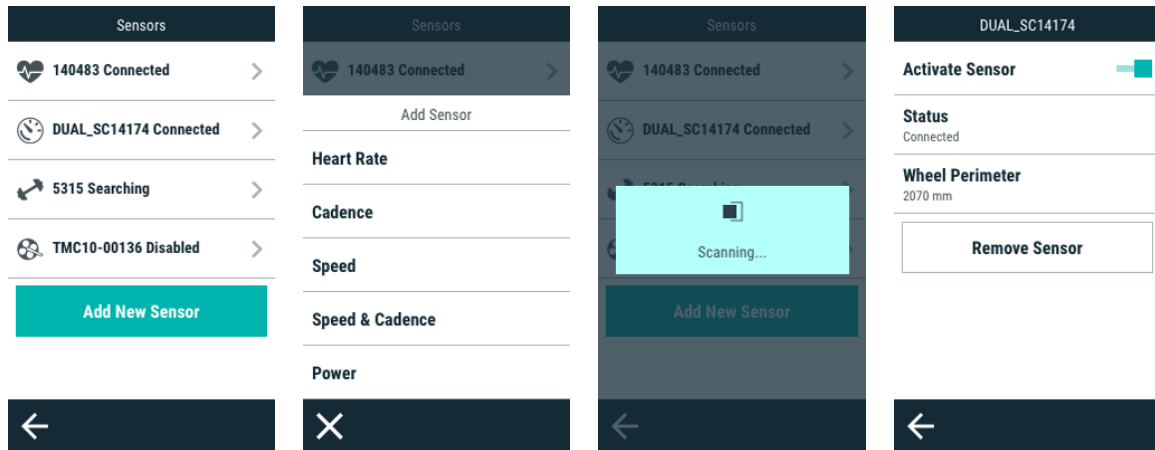 Sensors
140483 Connected
DUAL_SC14174 Connected
5315 Searching
TMC10-00136 Disabled
Add New Sensor
Sensors
140483 Connected
Add Sensor
Heart Rate
Cadence
Speed
Speed & Cadence
Power
Sensors
140483 Connected
DUAL_SC14174 Connected
Scanning...
Add New Sensor
DUAL_SC14174
Activate Sensor
Status
Connected
Wheel Perimeter
2070 mm
Remove Sensor